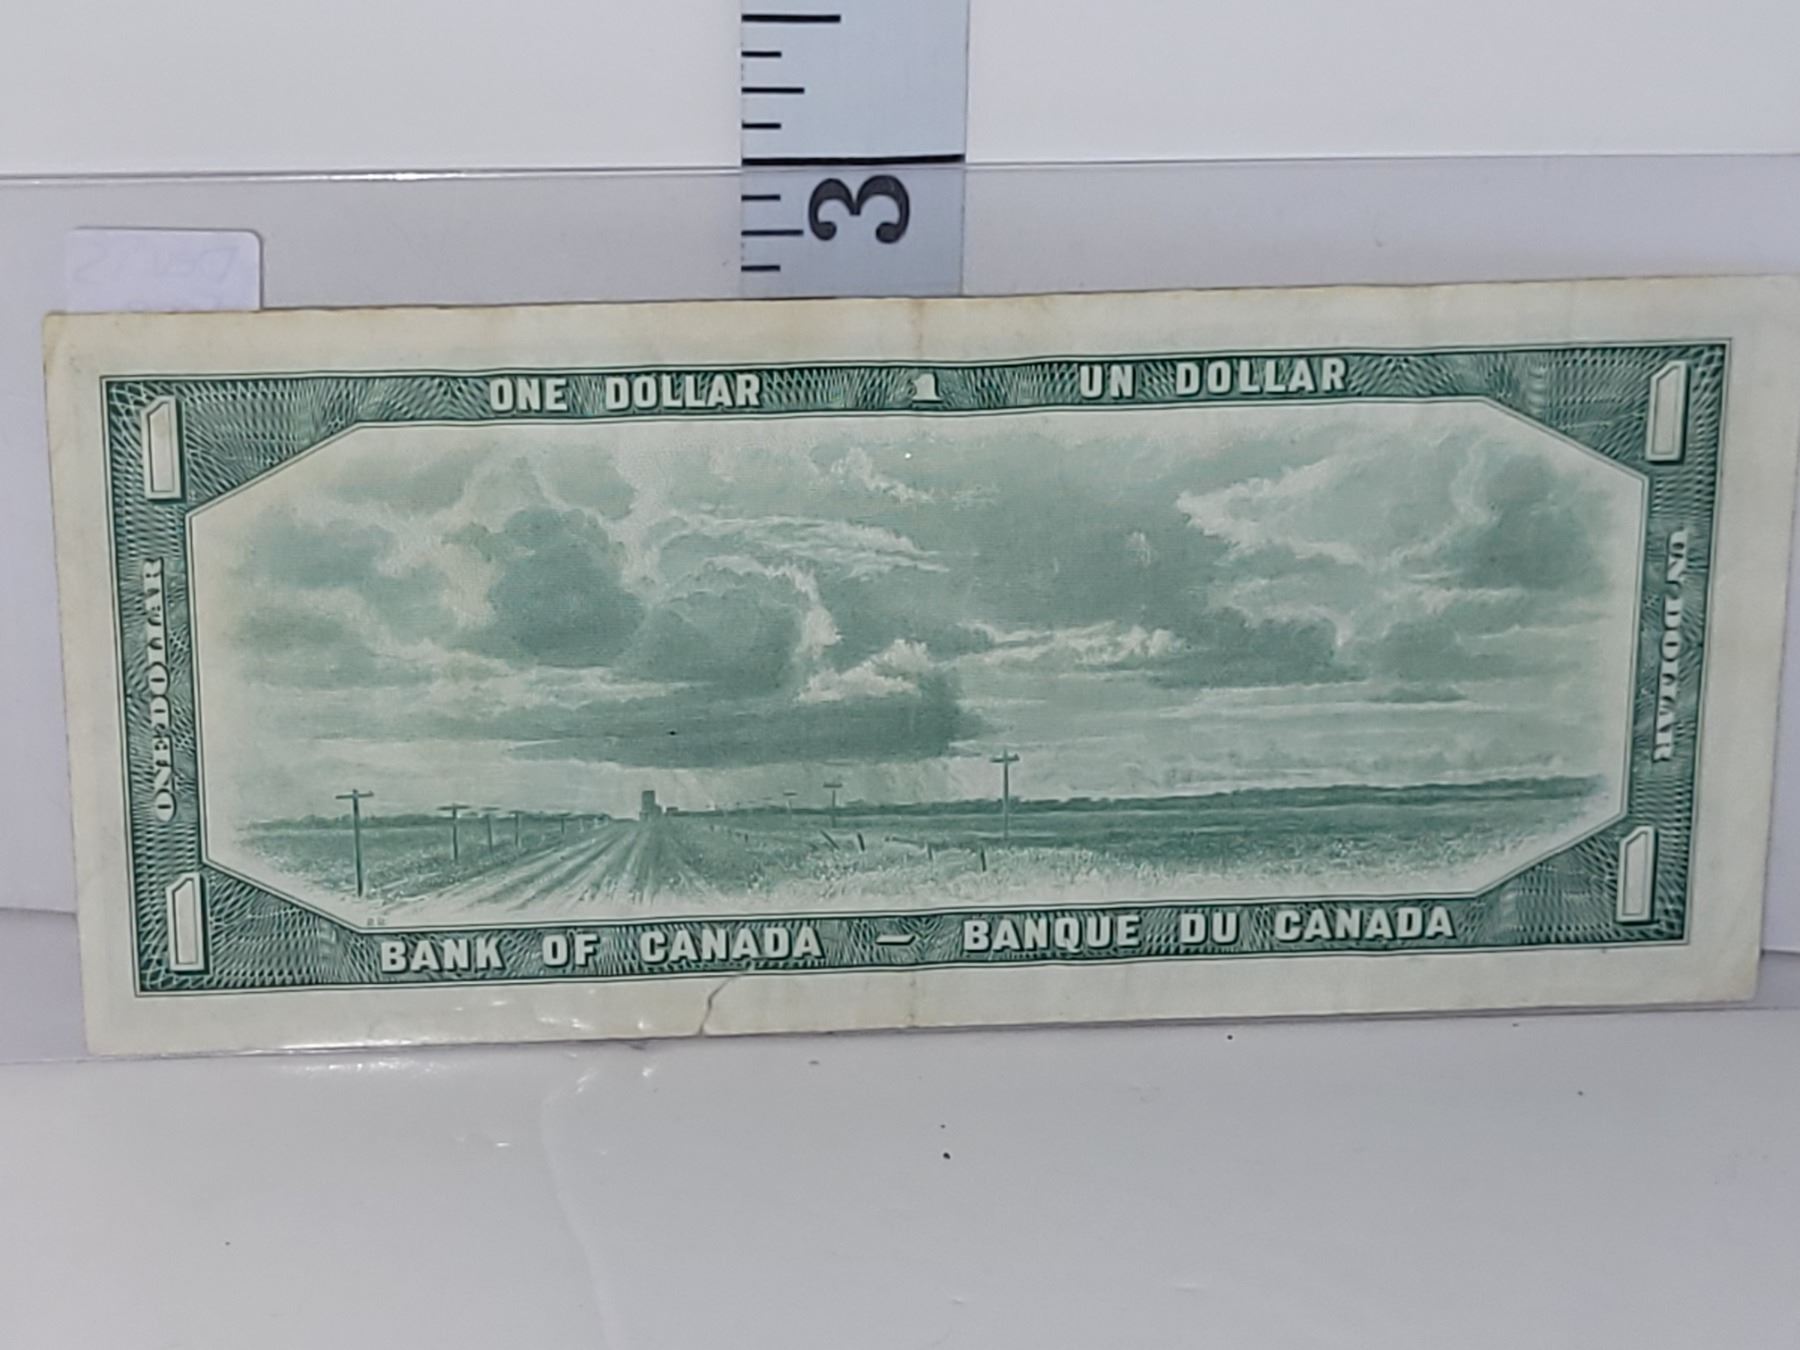 3
ONE DOLLAR 1 UN DOLLAR
1 1
ONE DOLLAR
UN DOLLAR
1 1
BANK OF CANADA — BANQUE DU CANADA